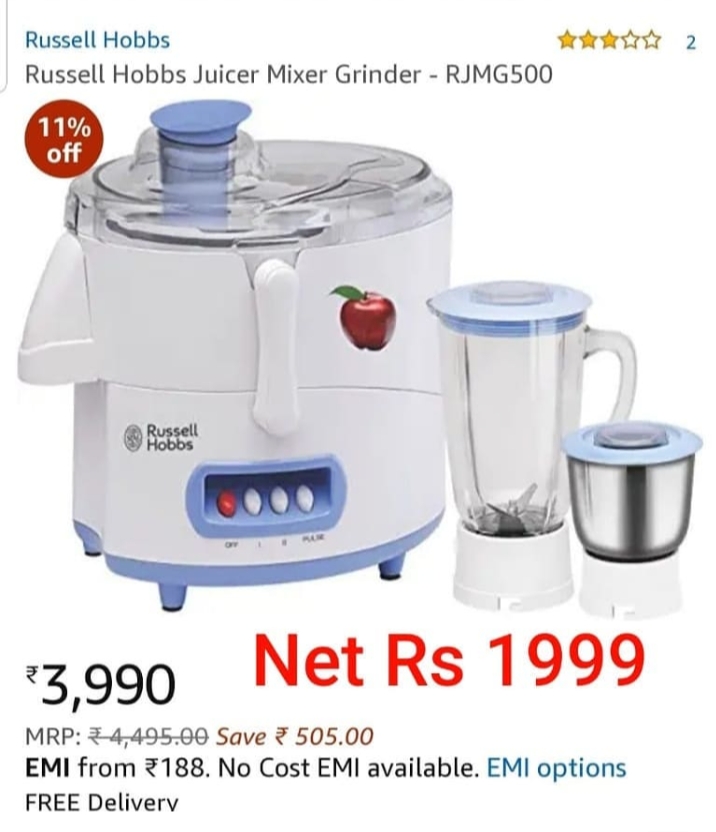 Russell Hobbs
2
Russell Hobbs Juicer Mixer Grinder - RJMG500
11%
off
Russell
Hobbs
OFF I II PULSE
Net Rs 1999
₹3,990
MRP: ₹ 4,495.00 Save ₹ 505.00
EMI from ₹188. No Cost EMI available. EMI options
FREE Delivery